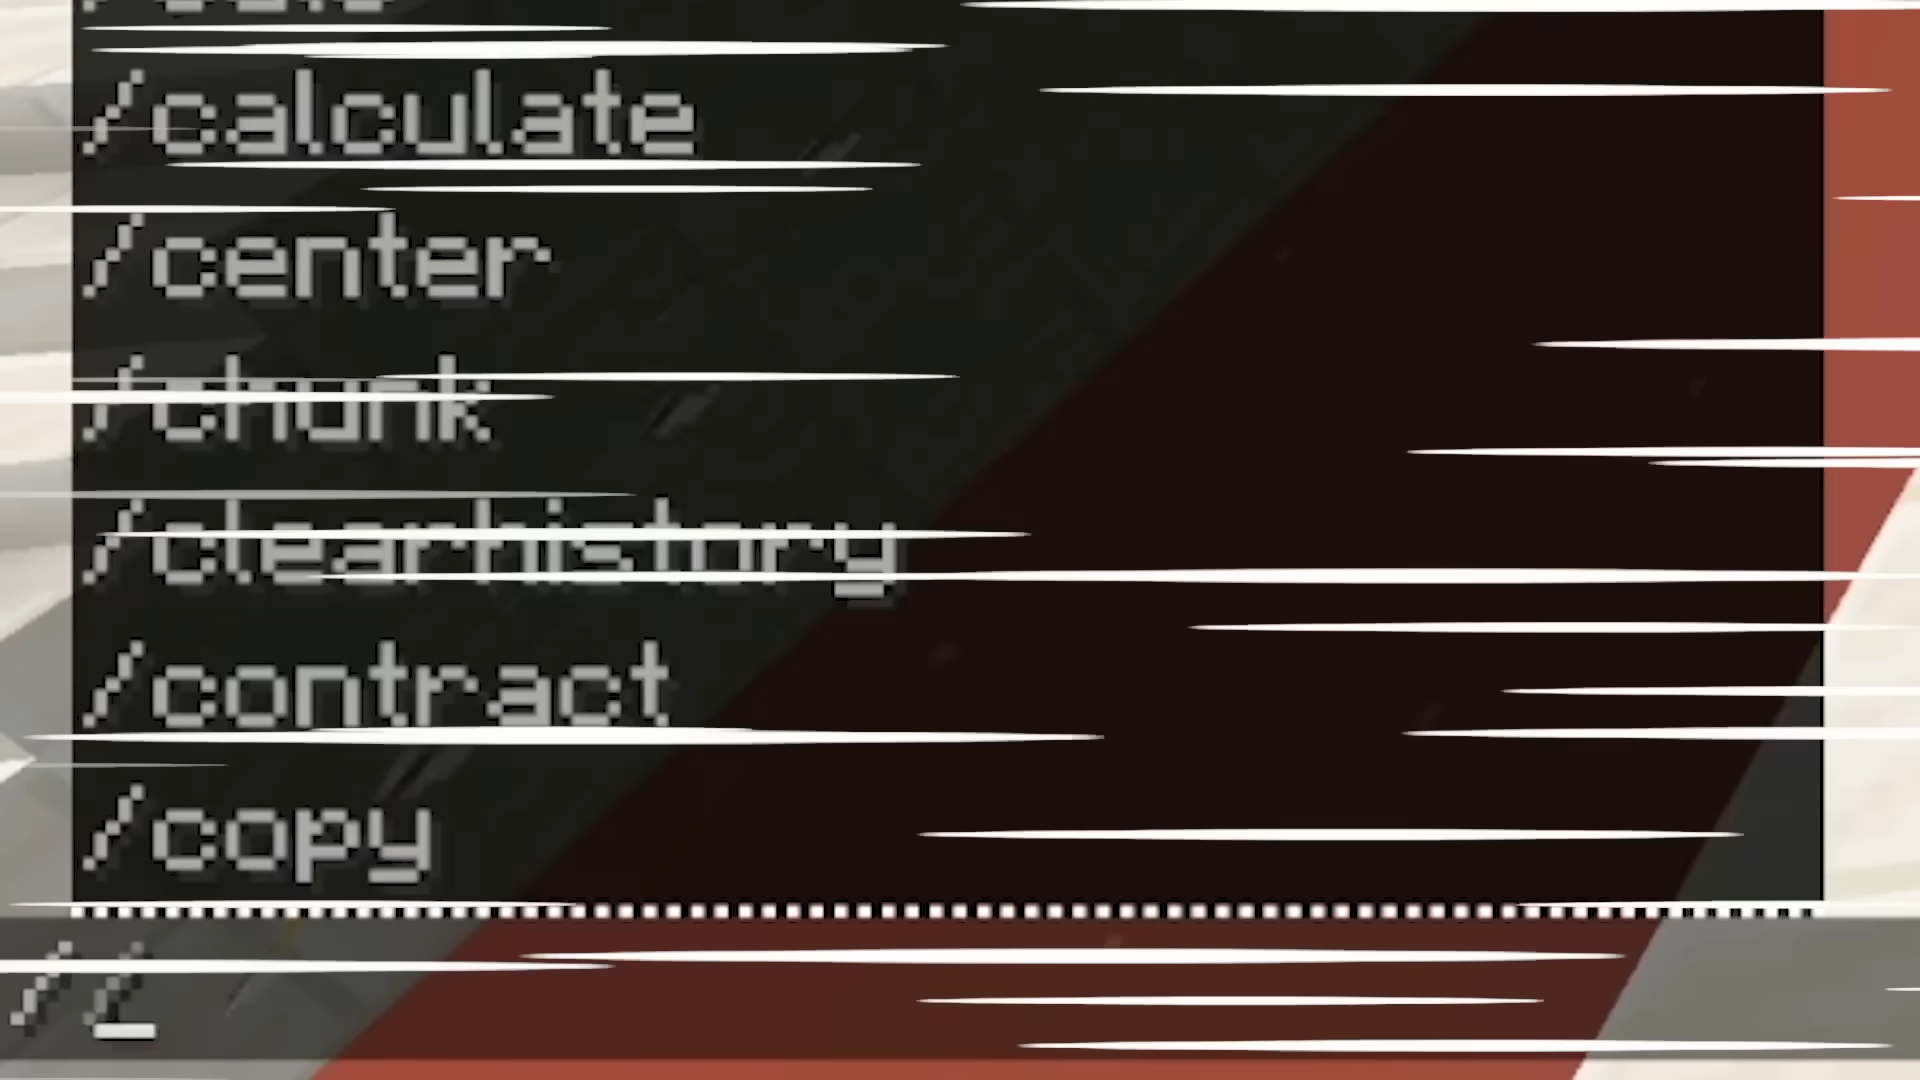 /calculate
/center
/chunk
/clearhistory
/contract
/copy
//_